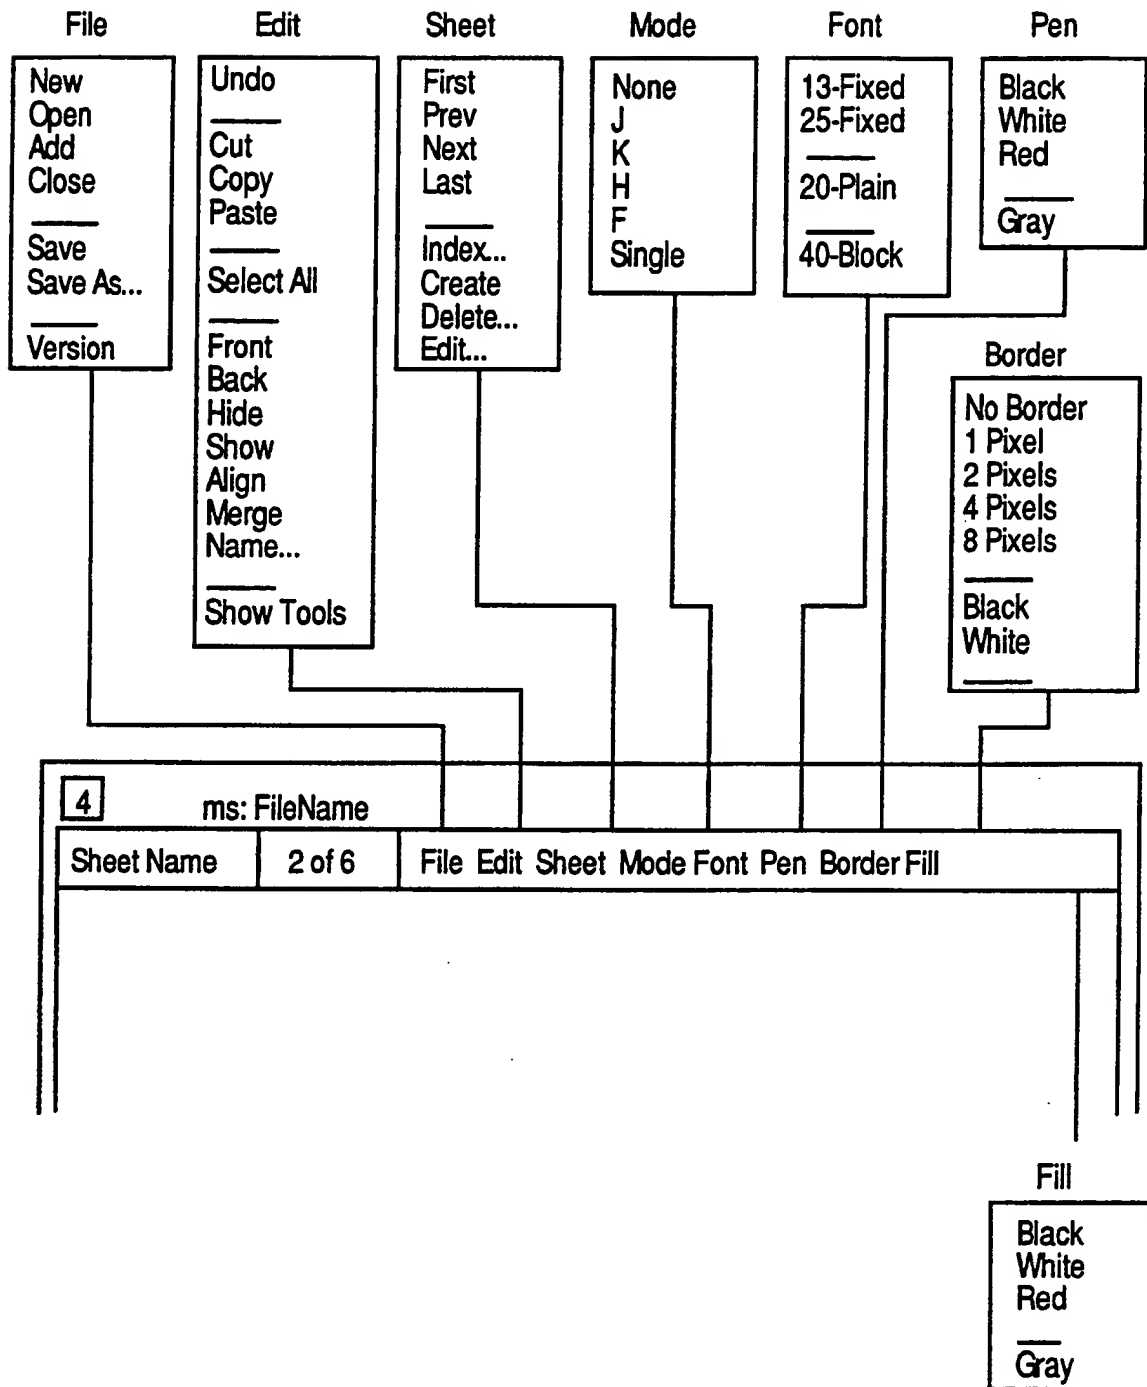 File
New
Open
Add
Close
Save
Save As...
Version
Edit
Undo
Cut
Copy
Paste
Select All
Front
Back
Hide
Show
Align
Merge
Name...
Show Tools
Sheet
First
Prev
Next
Last
Index...
Create
Delete...
Edit...
Mode
None
J
K
H
F
Single
Font
13-Fixed
25-Fixed
20-Plain
40-Block
Pen
Black
White
Red
Gray
Border
No Border
1 Pixel
2 Pixels
4 Pixels
8 Pixels
Black
White
4
ms: FileName
Sheet Name
2 of 6
File Edit Sheet Mode Font Pen Border Fill
Fill
Black
White
Red
Gray